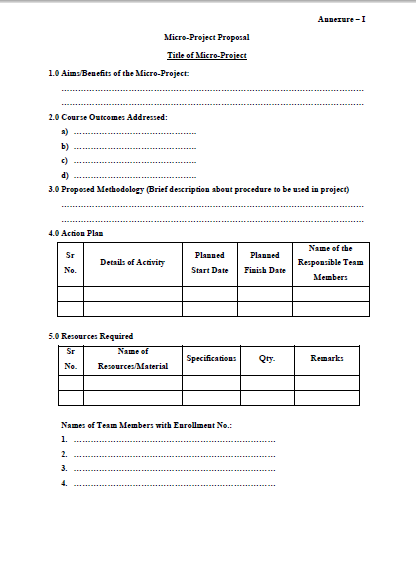 Annexure – I
Micro-Project Proposal
Title of Micro-Project
1.0 Aims/Benefits of the Micro-Project:
................................................................................
................................................................................
2.0 Course Outcomes Addressed:
a) ........................................
b) ........................................
c) ........................................
d) ........................................
3.0 Proposed Methodology (Brief description about procedure to be used in project)
................................................................................
................................................................................
4.0 Action Plan
Sr No. Details of Activity Planned Start Date Planned Finish Date Name of the Responsible Team Members
5.0 Resources Required
Sr No. Name of Resources/Material Specifications Qty. Remarks
Names of Team Members with Enrollment No.:
1. ............................................................
2. ............................................................
3. ............................................................
4. ............................................................